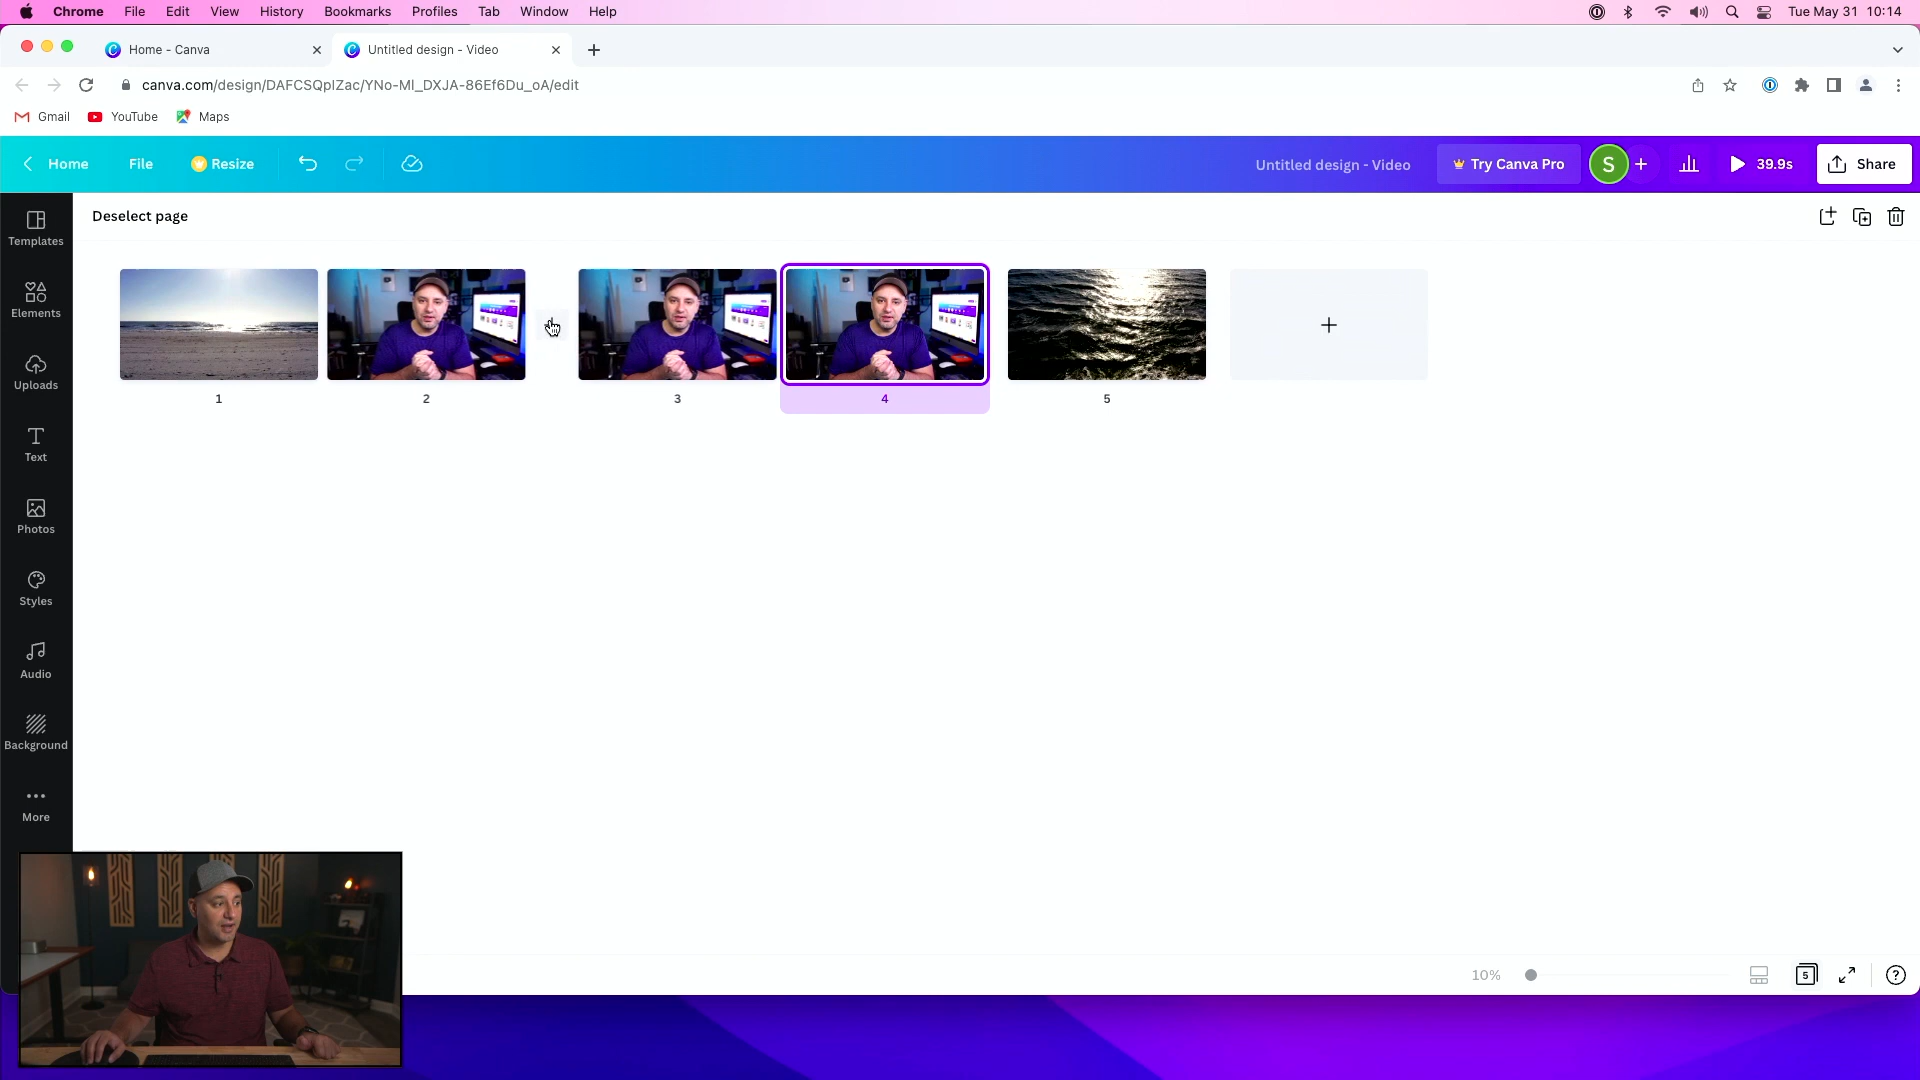 Chrome File Edit View History Bookmarks Profiles Tab Window Help Tue May 31 10:14
Home - Canva Untitled design - Video
canva.com/design/DAFCSQpIZac/YNo-MI_DXJA-86Ef6Du_oA/edit
Gmail YouTube Maps
Home File Resize Untitled design - Video Try Canva Pro S 39.9s Share
Deselect page
Templates
Elements
Uploads
Text
Photos
Styles
Audio
Background
More
1 2 3 4 5
10% 5 ?